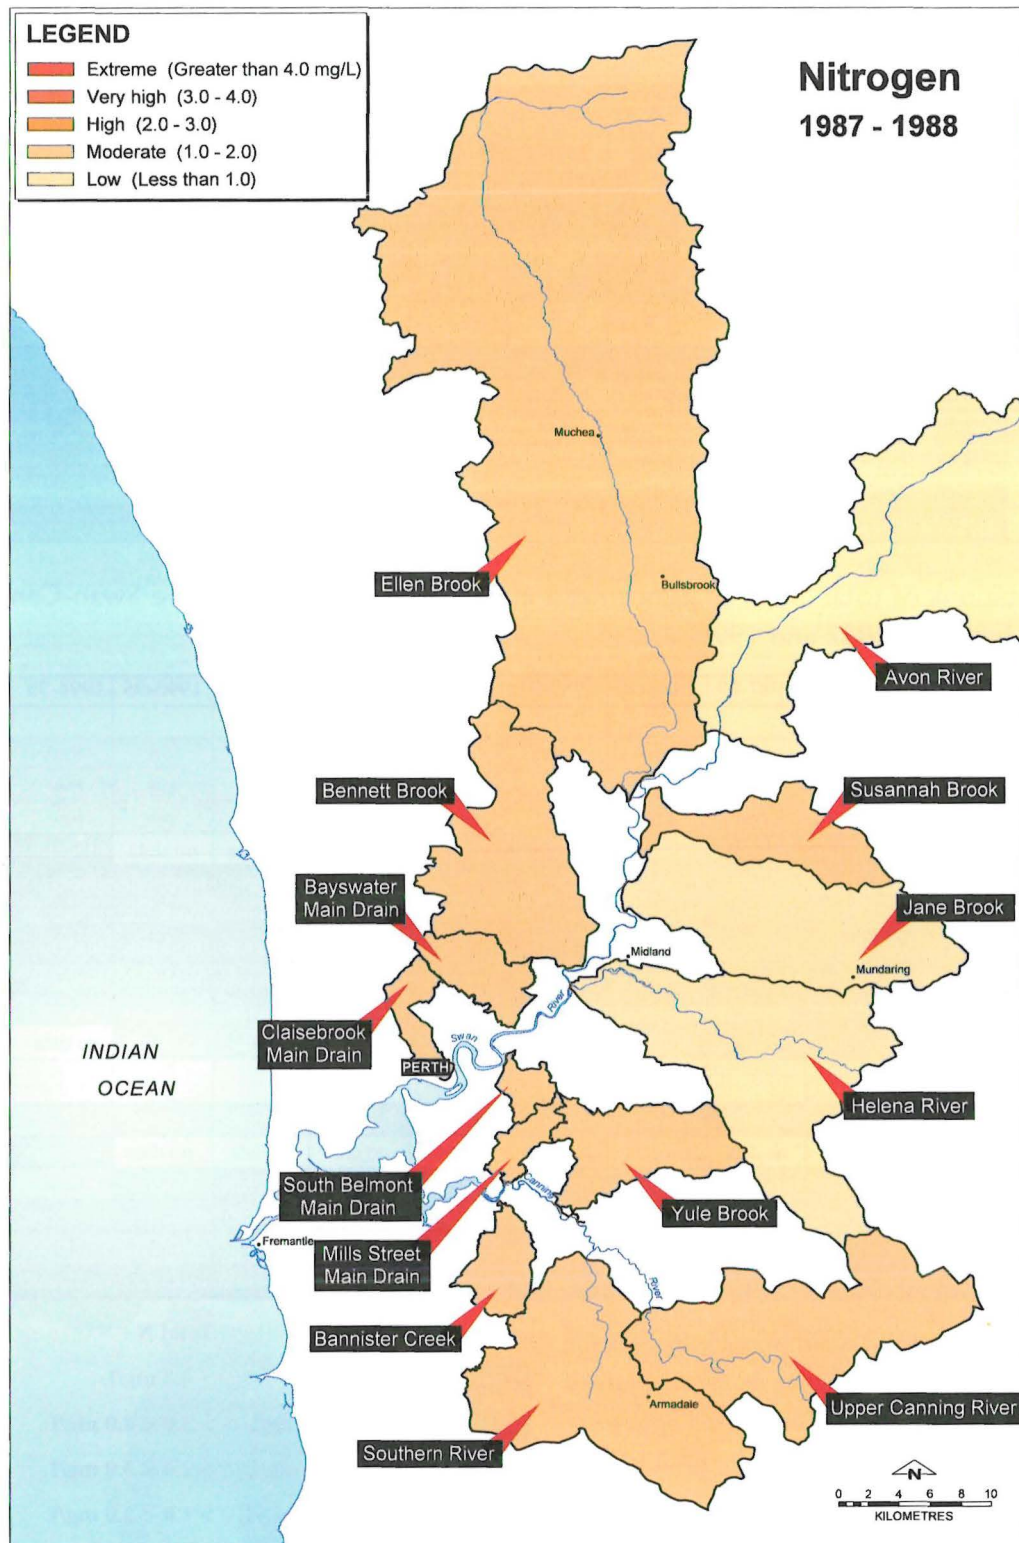 LEGEND
Extreme (Greater than 4.0 mg/L)
Very high (3.0 - 4.0)
High (2.0 - 3.0)
Moderate (1.0 - 2.0)
Low (Less than 1.0)
Nitrogen
1987 - 1988
Muchea
Ellen Brook
Bullsbrook
Avon River
Bennett Brook
Susannah Brook
Bayswater
Main Drain
Jane Brook
Midland
Mundaring
Claisebrook
Main Drain
Swan
River
PERTH
INDIAN
OCEAN
Helena River
South Belmont
Main Drain
Canning
River
Yule Brook
Fremantle
Mills Street
Main Drain
Bannister Creek
Armadale
Upper Canning River
Southern River
N
0 2 4 6 8 10
KILOMETRES